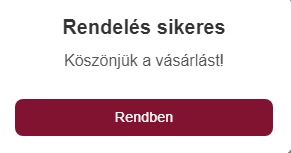 Rendelés sikeres
Köszönjük a vásárlást!
Rendben